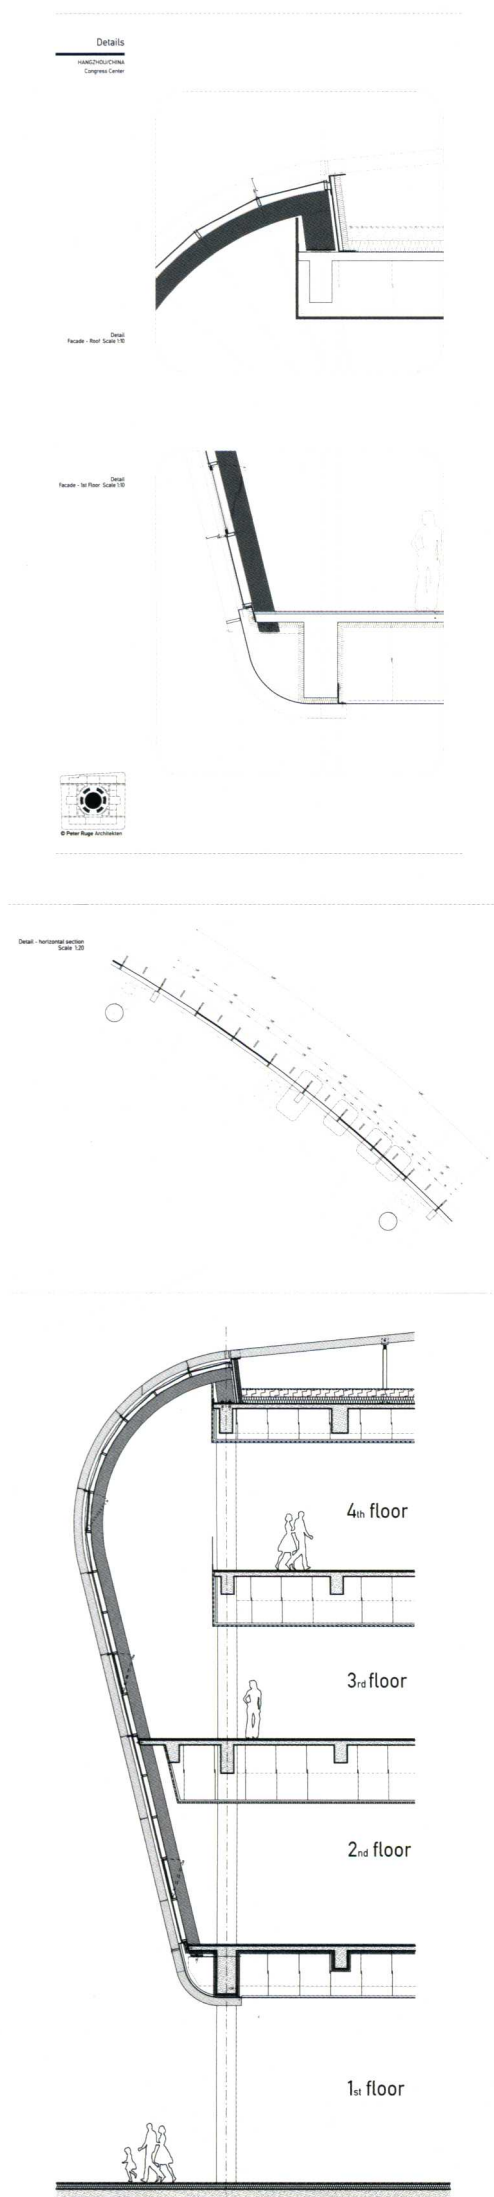 Details
HANGZHOU/CHINA
Congress Center
Detail
Facade - Roof Scale 1:10
Detail
Facade - 1st Floor Scale 1:10
© Peter Ruge Architekten
Detail - horizontal section
Scale 1:20
4th floor
3rd floor
2nd floor
1st floor